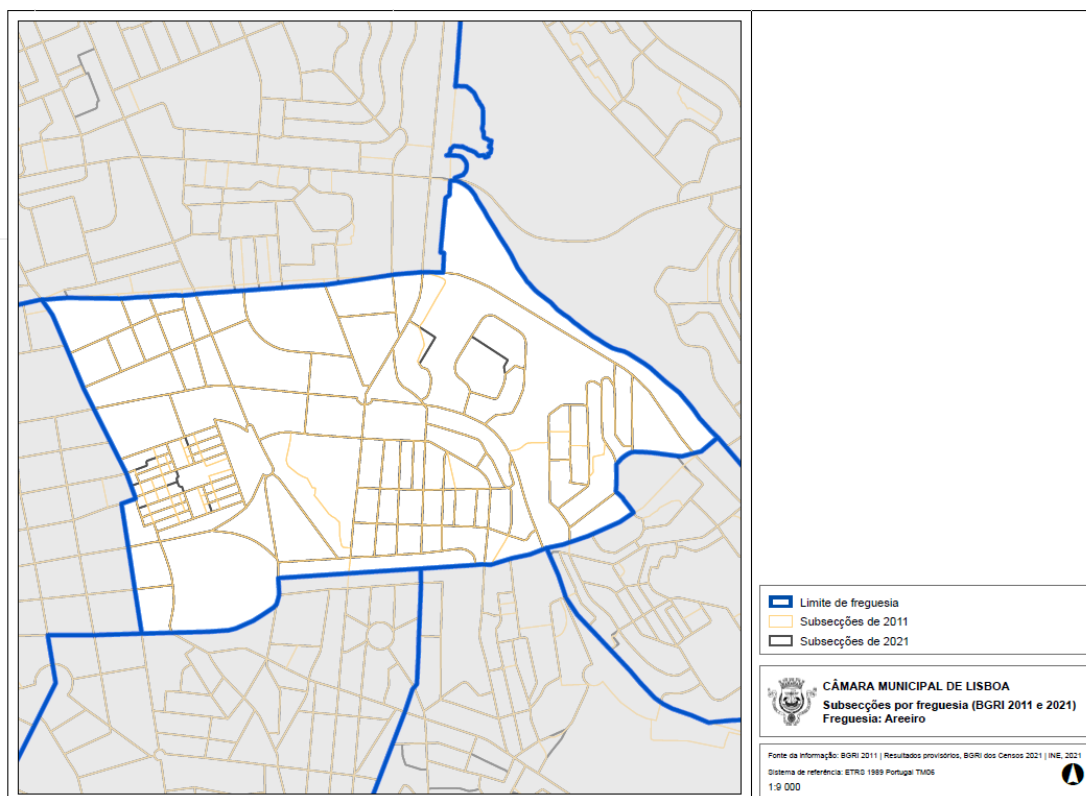 Limite de freguesia
Subsecções de 2011
Subsecções de 2021
CÂMARA MUNICIPAL DE LISBOA
Subsecções por freguesia (BGRI 2011 e 2021)
Freguesia: Areeiro
Fonte da Informação: BGRI 2011 | Resultados provisórios, BGRI dos Censos 2021 | INE, 2021
Sistema de referência: ETRS 1989 Portugal TM06
1:9 000